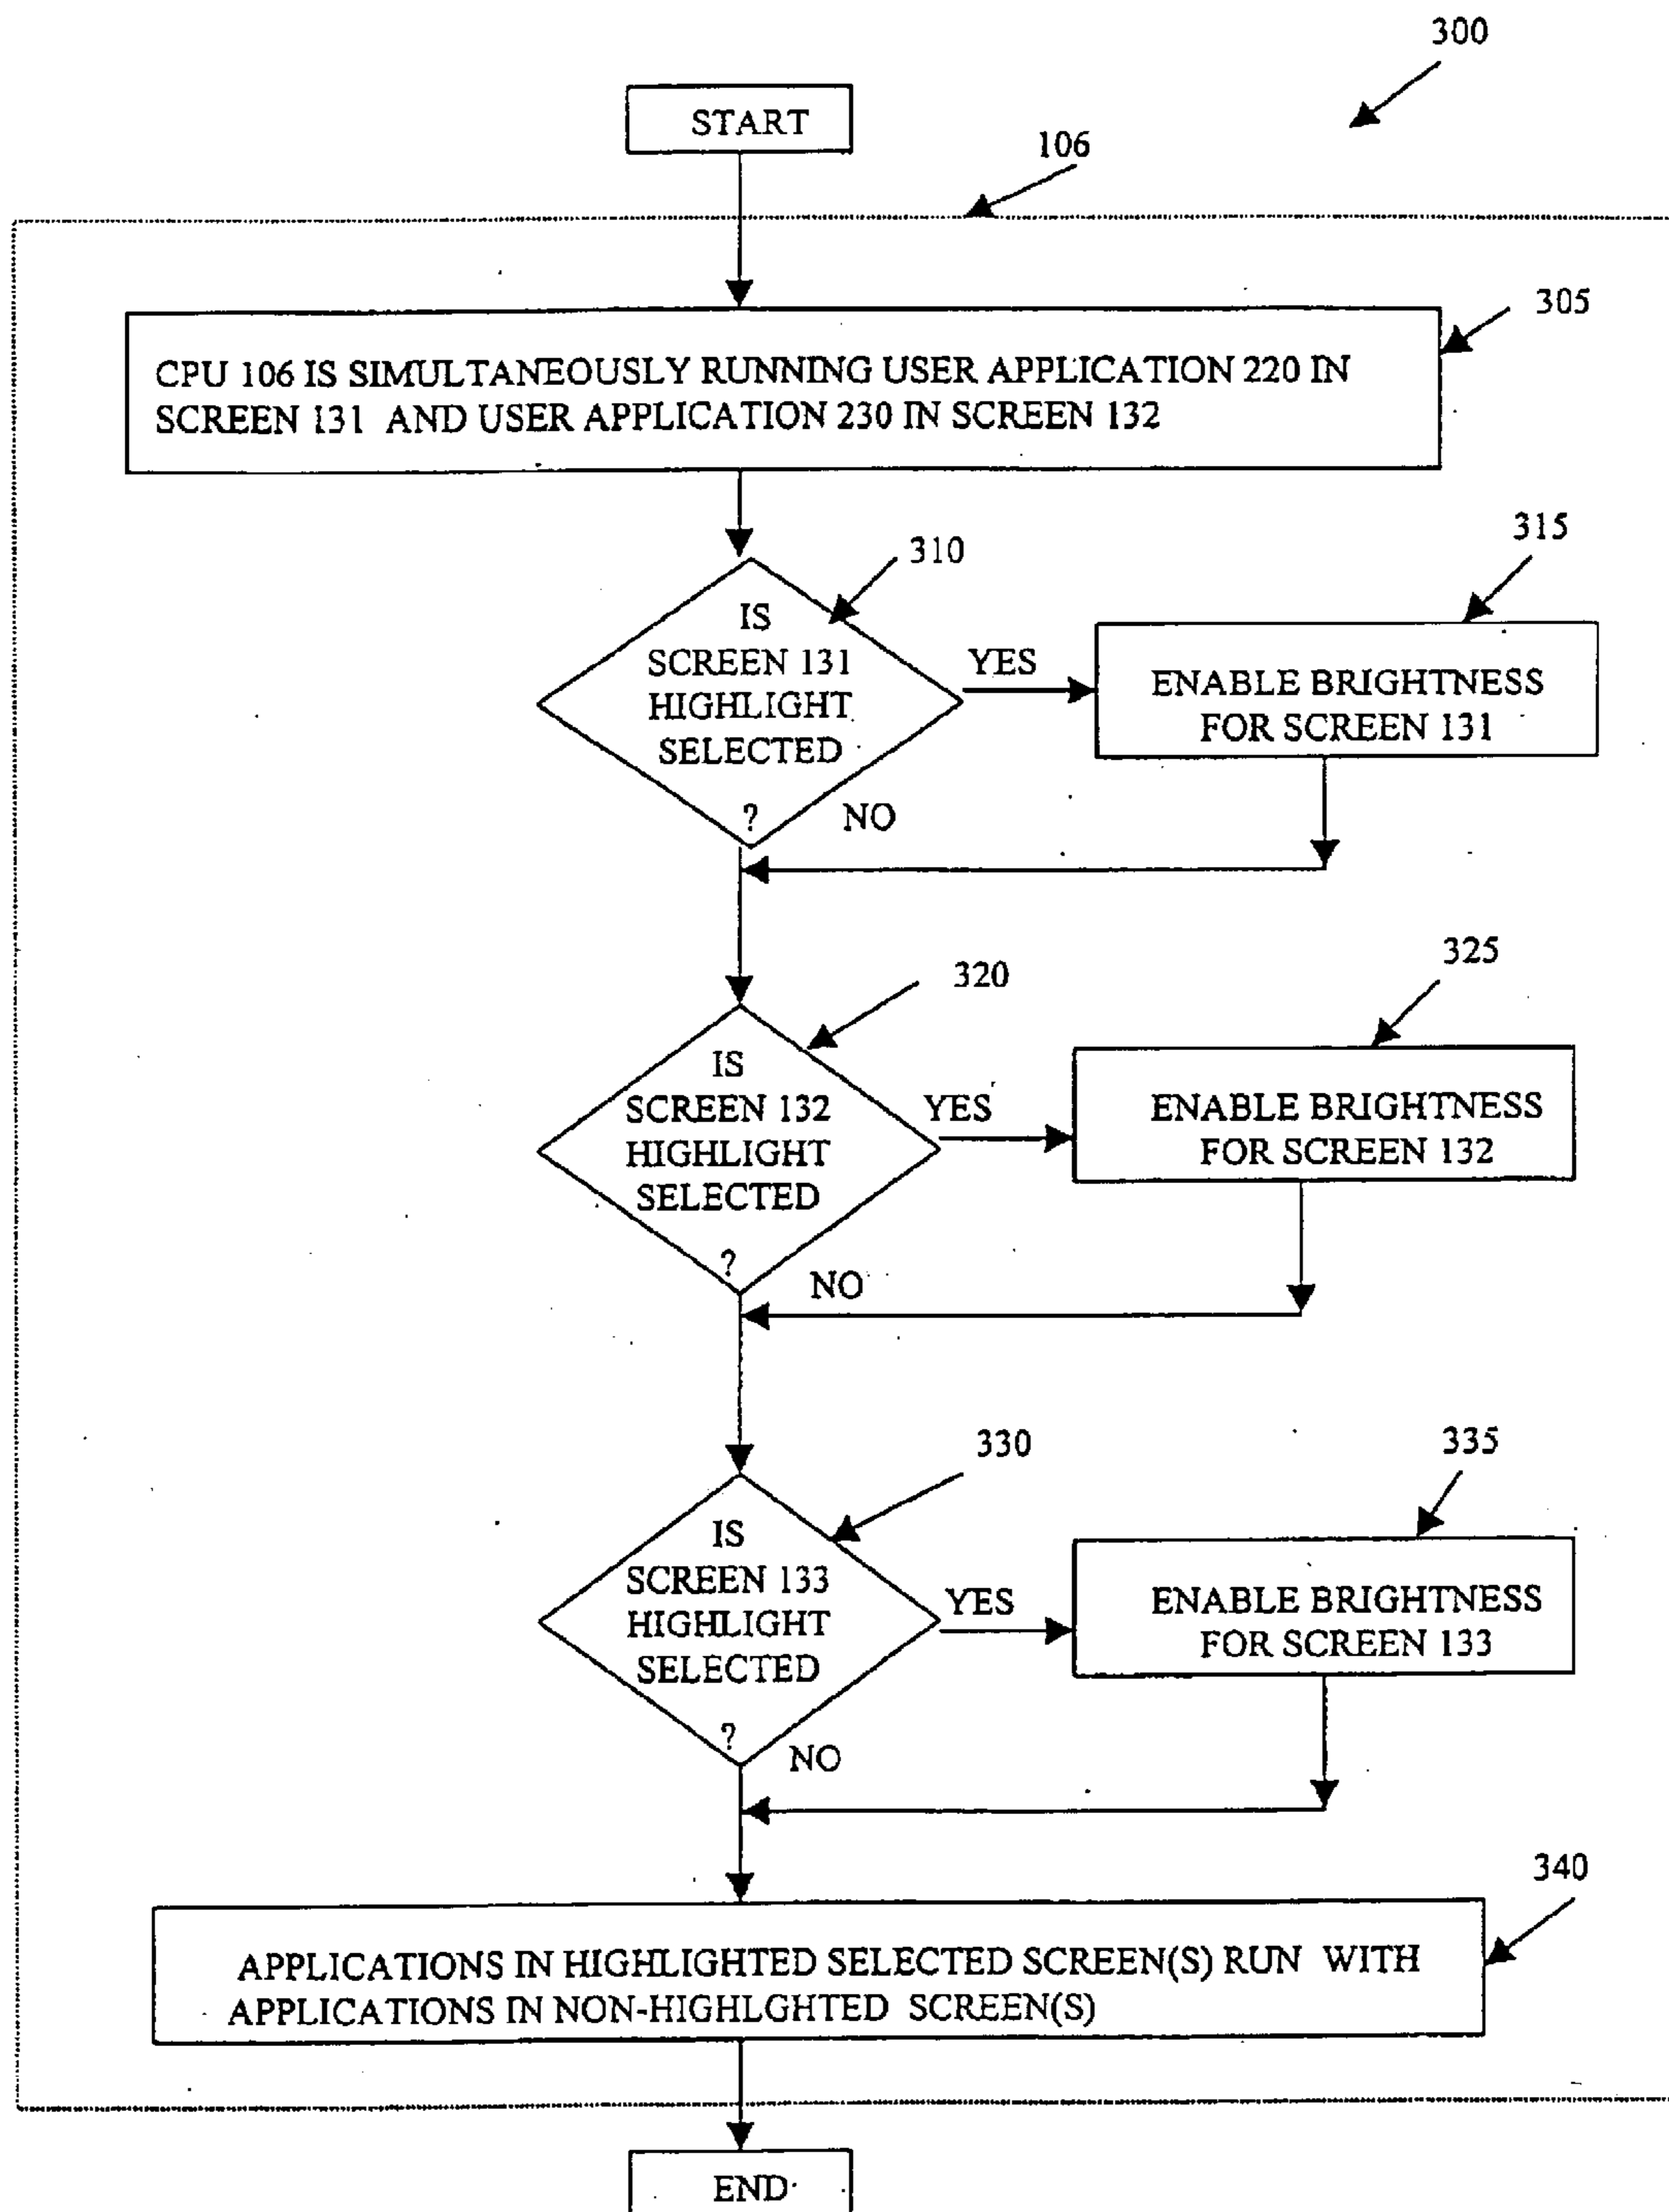 300
START
106
305
CPU 106 IS SIMULTANEOUSLY RUNNING USER APPLICATION 220 IN
SCREEN 131 AND USER APPLICATION 230 IN SCREEN 132
310
315
IS
SCREEN 131
HIGHLIGHT
SELECTED
?
YES
NO
ENABLE BRIGHTNESS
FOR SCREEN 131
320
325
IS
SCREEN 132
HIGHLIGHT
SELECTED
?
YES
NO
ENABLE BRIGHTNESS
FOR SCREEN 132
330
335
IS
SCREEN 133
HIGHLIGHT
SELECTED
?
YES
NO
ENABLE BRIGHTNESS
FOR SCREEN 133
340
APPLICATIONS IN HIGHLIGHTED SELECTED SCREEN(S) RUN WITH
APPLICATIONS IN NON-HIGHLGHTED SCREEN(S)
END